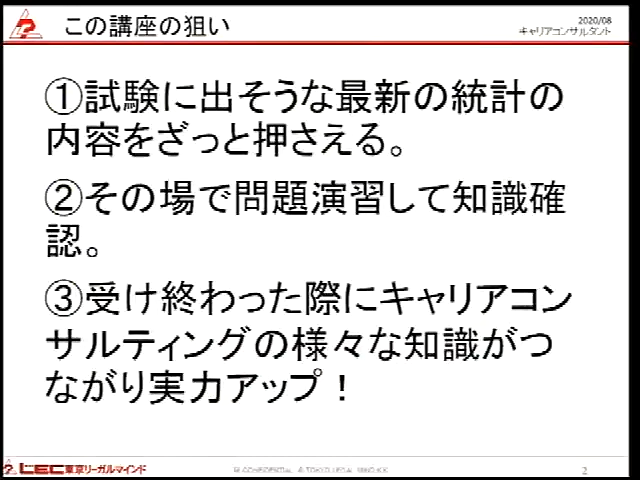 この講座の狙い
2020/08
キャリアコンサルタント
①試験に出そうな最新の統計の
内容をざっと押さえる。
②その場で問題演習して知識確
認。
③受け終わった際にキャリアコン
サルティングの様々な知識がつ
ながり実力アップ！
LEC東京リーガルマインド
2